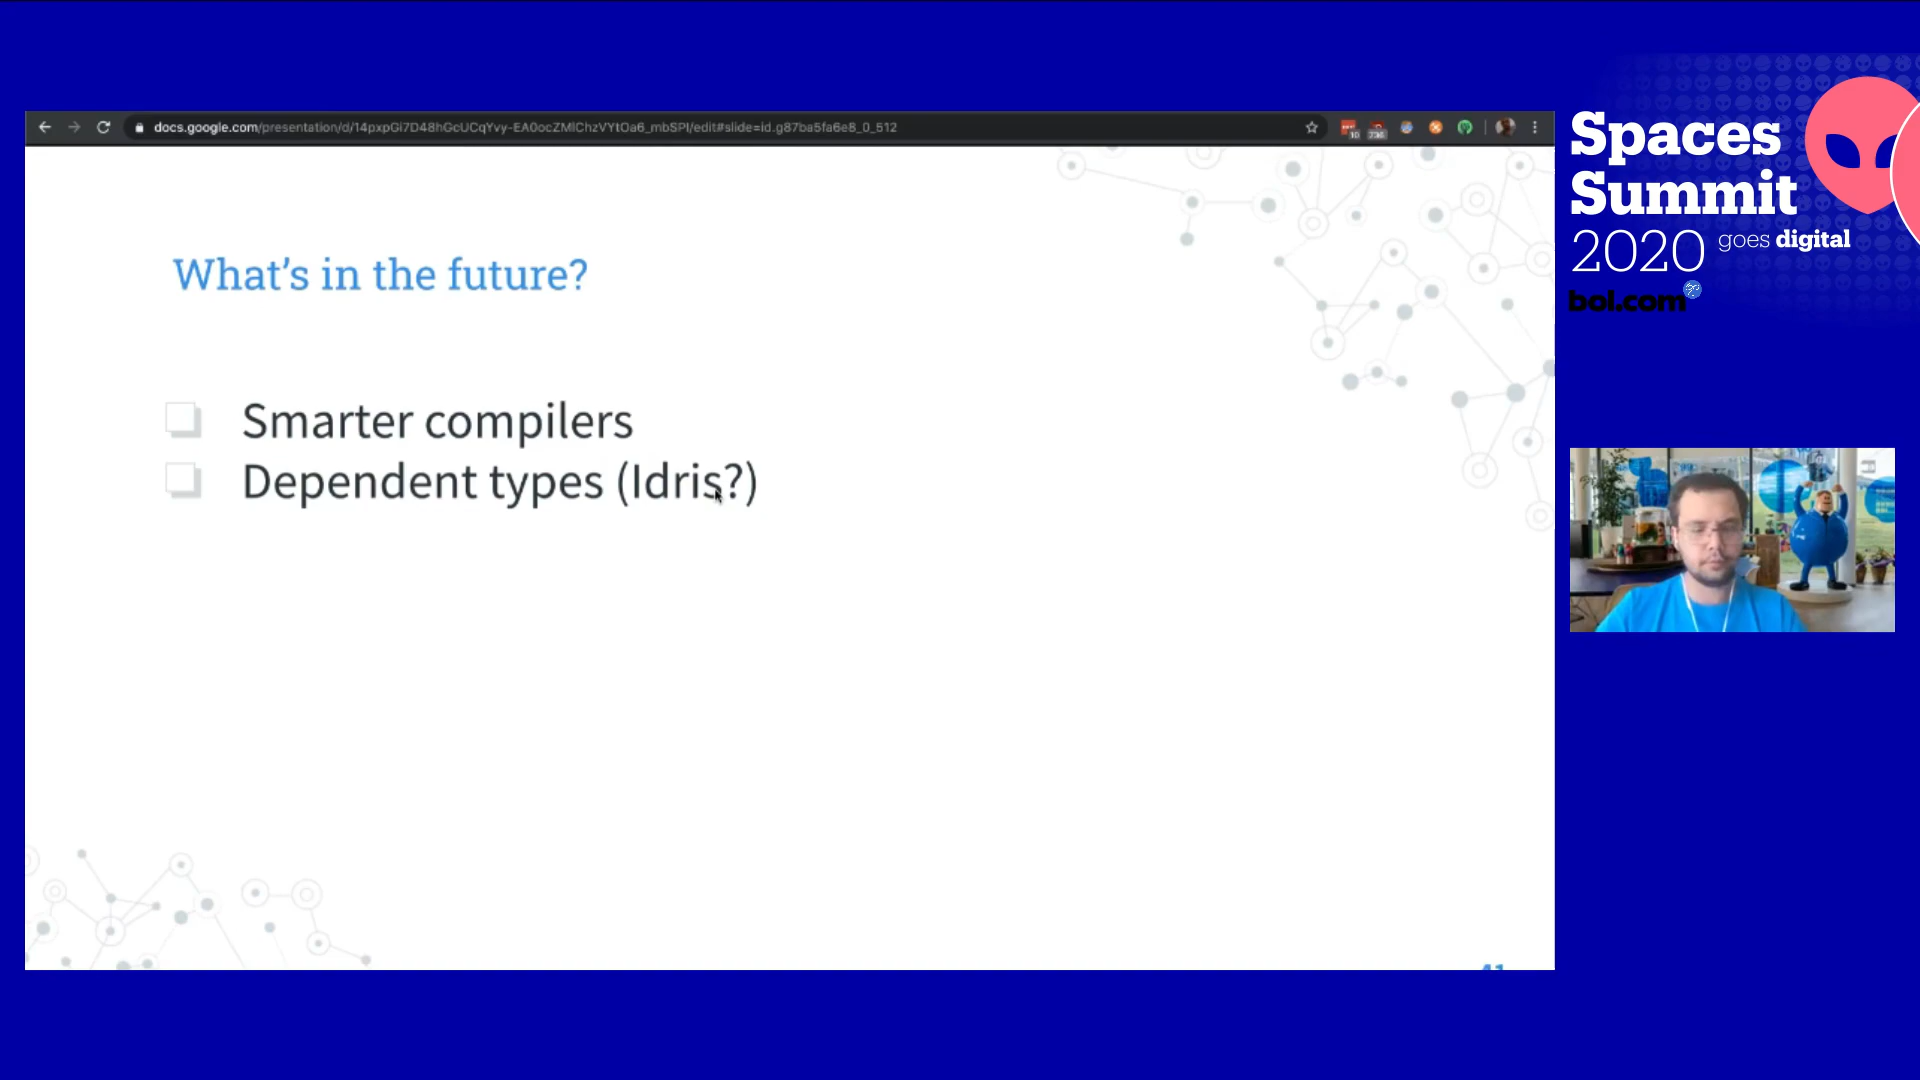 docs.google.com/presentation/d/14pxpGi7D48hGcUCqYvy-EA0ocZMlChzVYtOa6_mbSPI/edit#slide=id.g87ba5fa6e8_0_512
What's in the future?
Smarter compilers
Dependent types (Idris?)
41
Spaces
Summit
2020 goes digital
bol.com